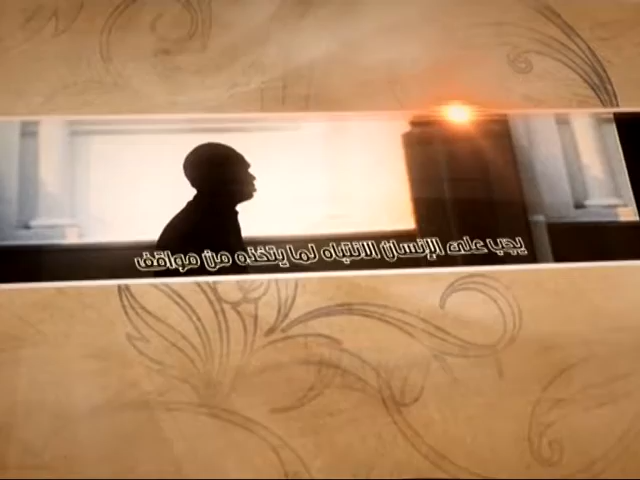 يجب على الإنسان الانتباه لما يتخذه من مواقف